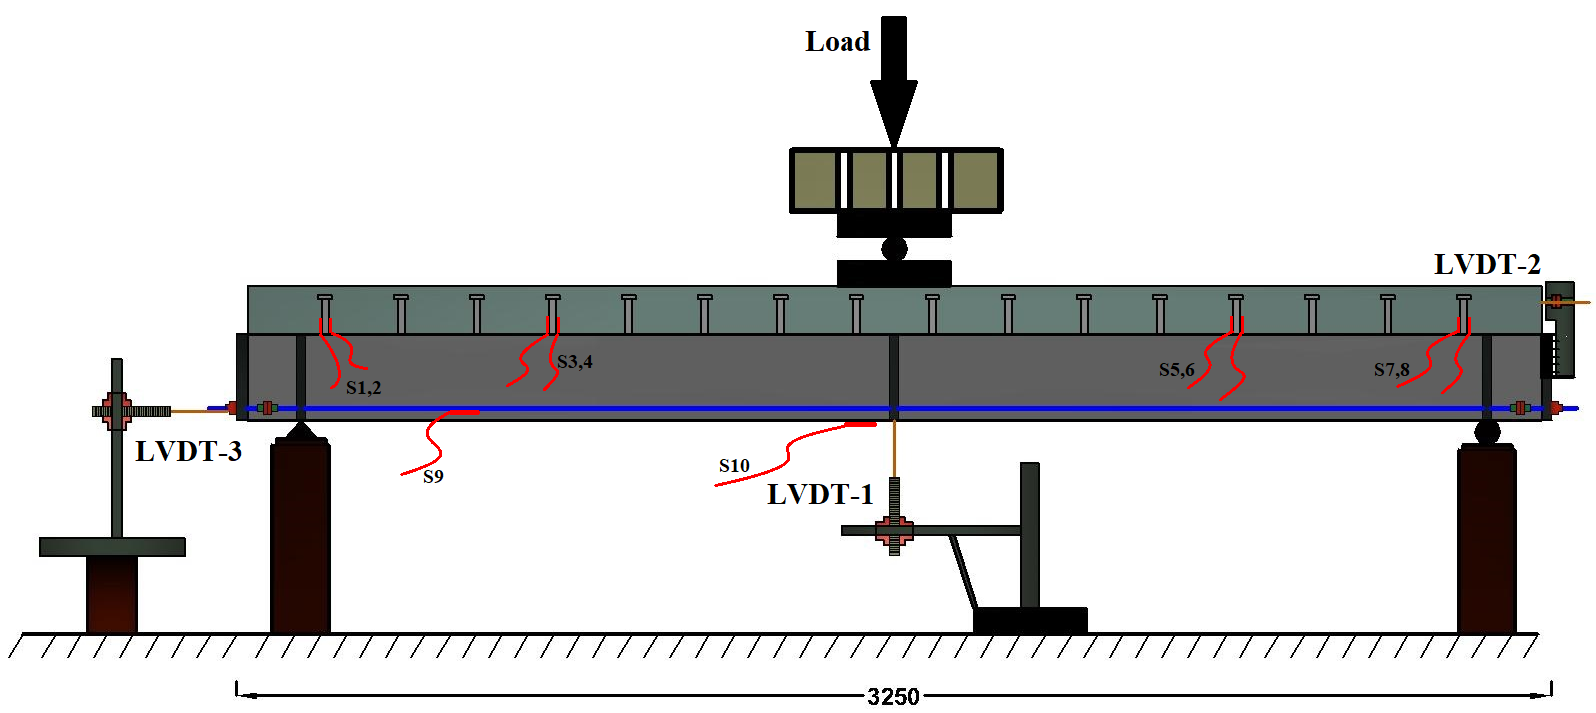 Load
LVDT-2
S1,2
S3,4
S5,6
S7,8
LVDT-3
S9
S10
LVDT-1
3250